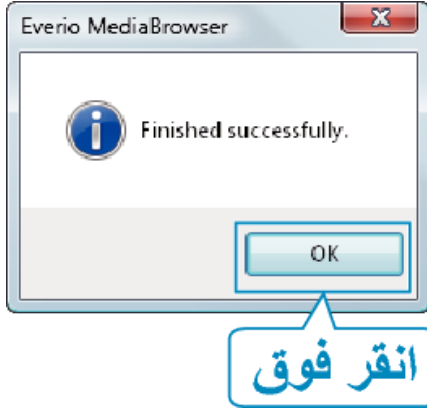 Everio MediaBrowser
Finished successfully.
OK
انقر فوق